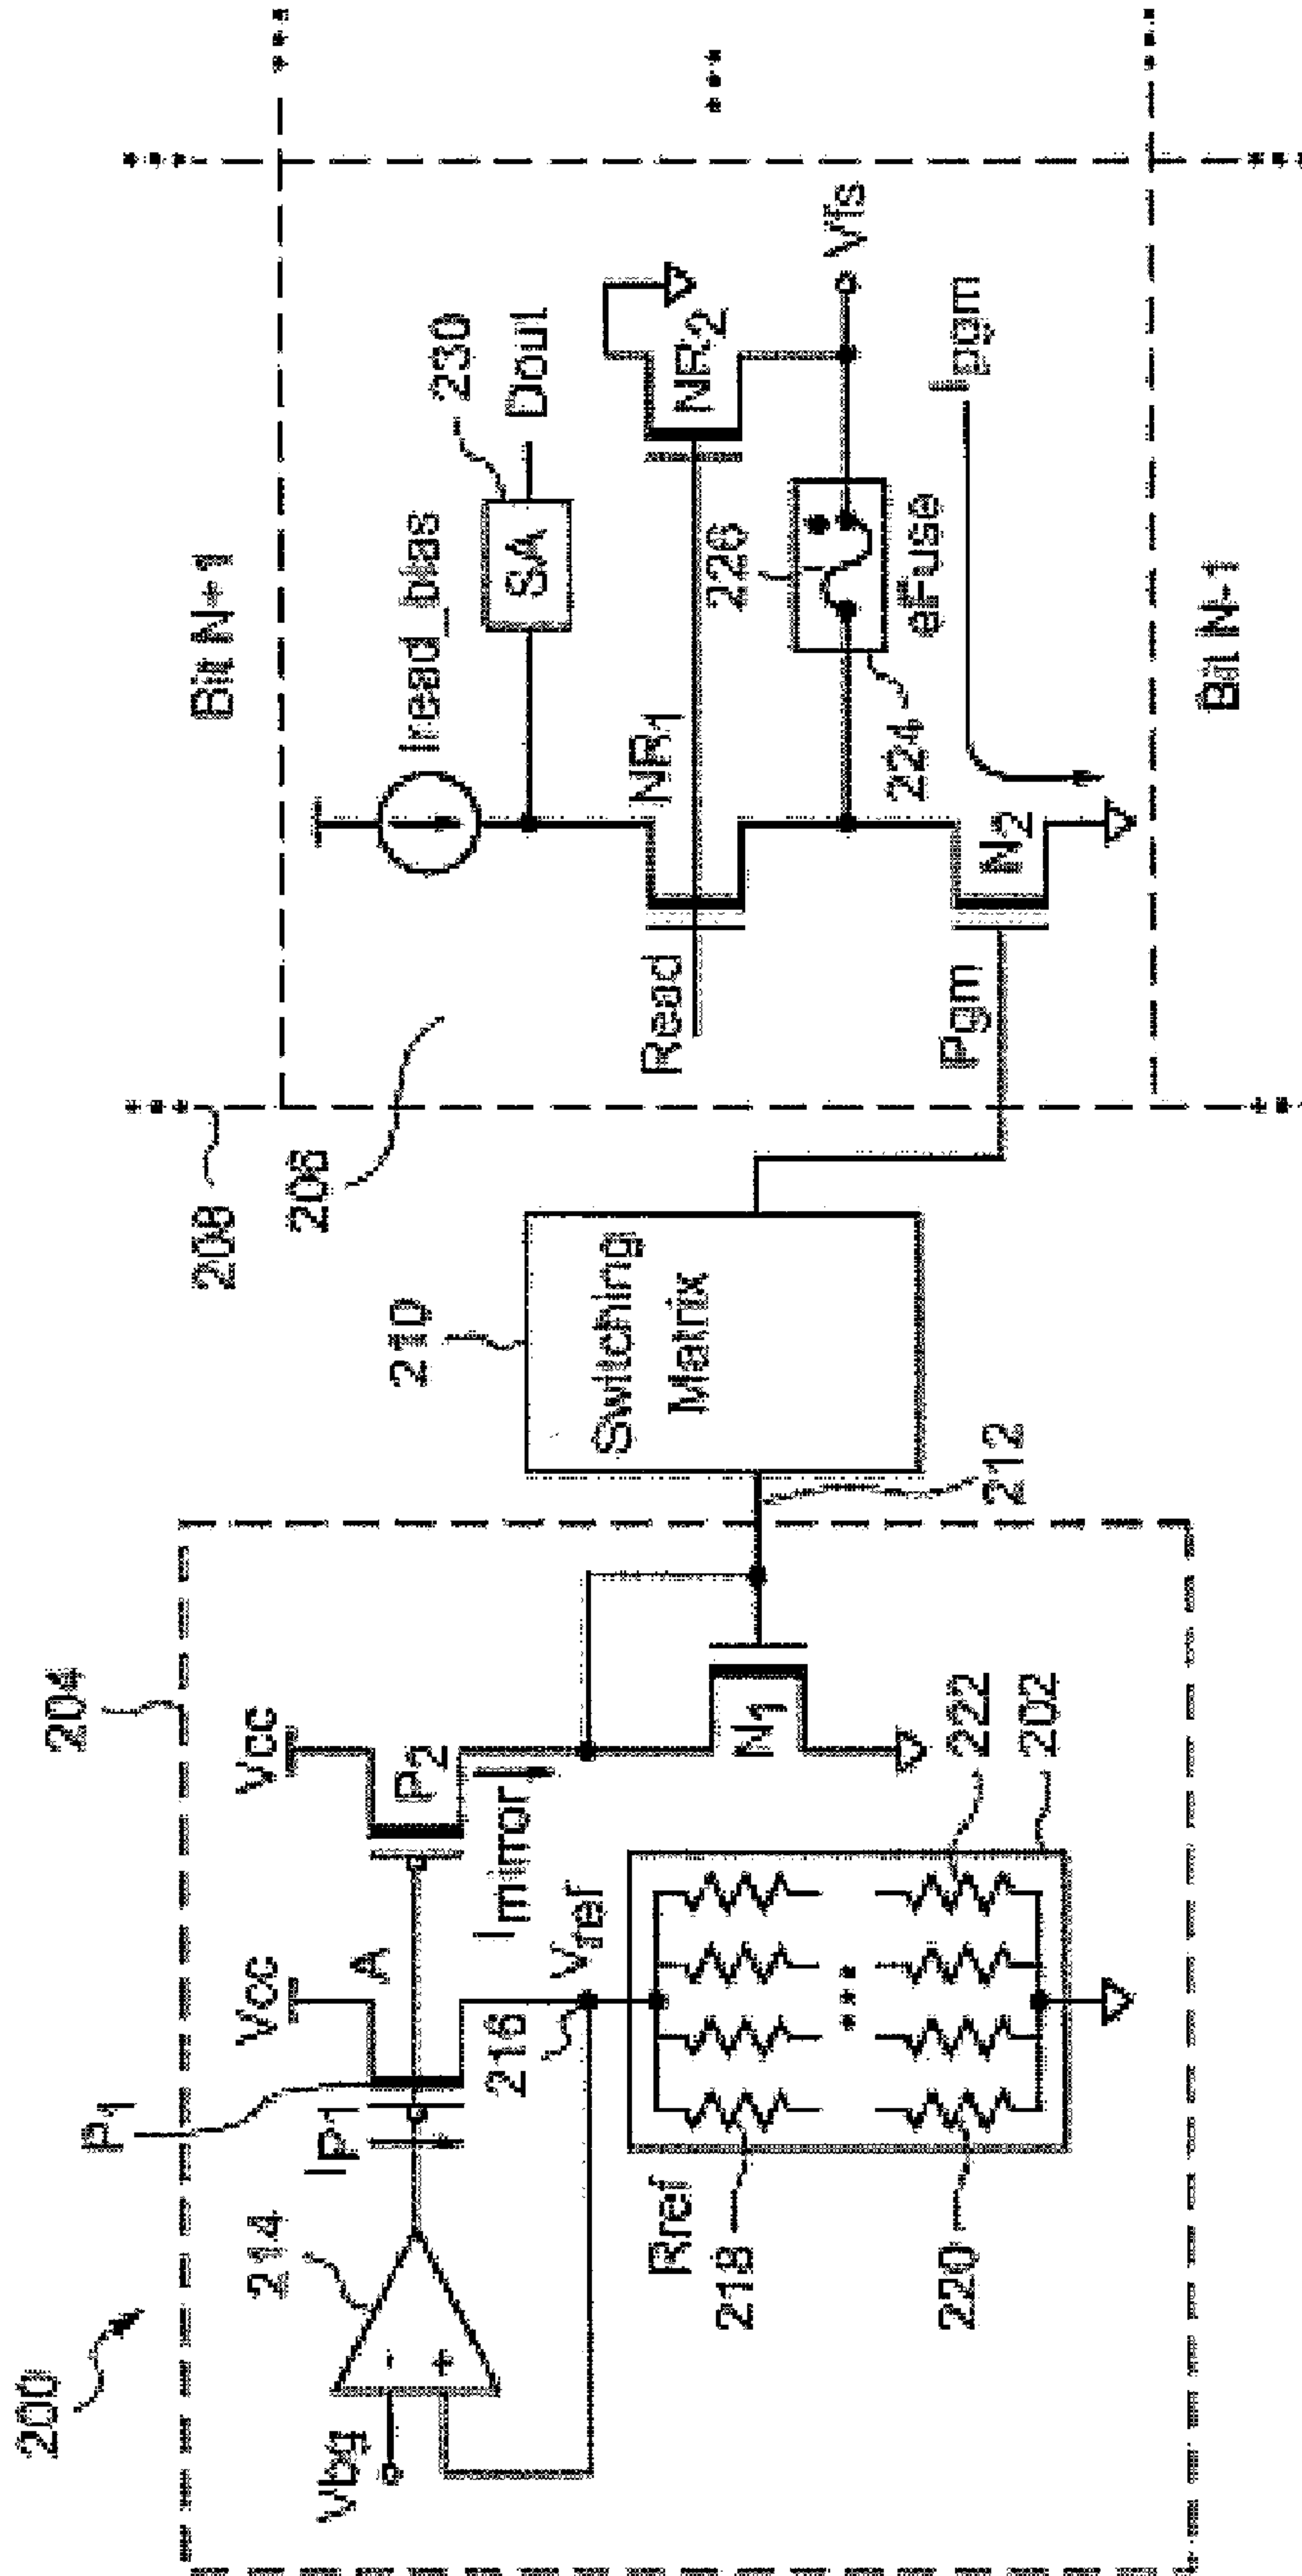 200
204
Vbg
-
+
214
P1
IP1
Vcc
A
Vcc
P2
Imirror
216
Vref
Rref
218
220
222
202
N1
212
210
Switching
Matrix
208
206
Bit N+1
Iread_bias
230
SA
Dout
Read
NR1
NR2
226
eFuse
224
Vfs
Pgm
N2
Ipgm
Bit N-1